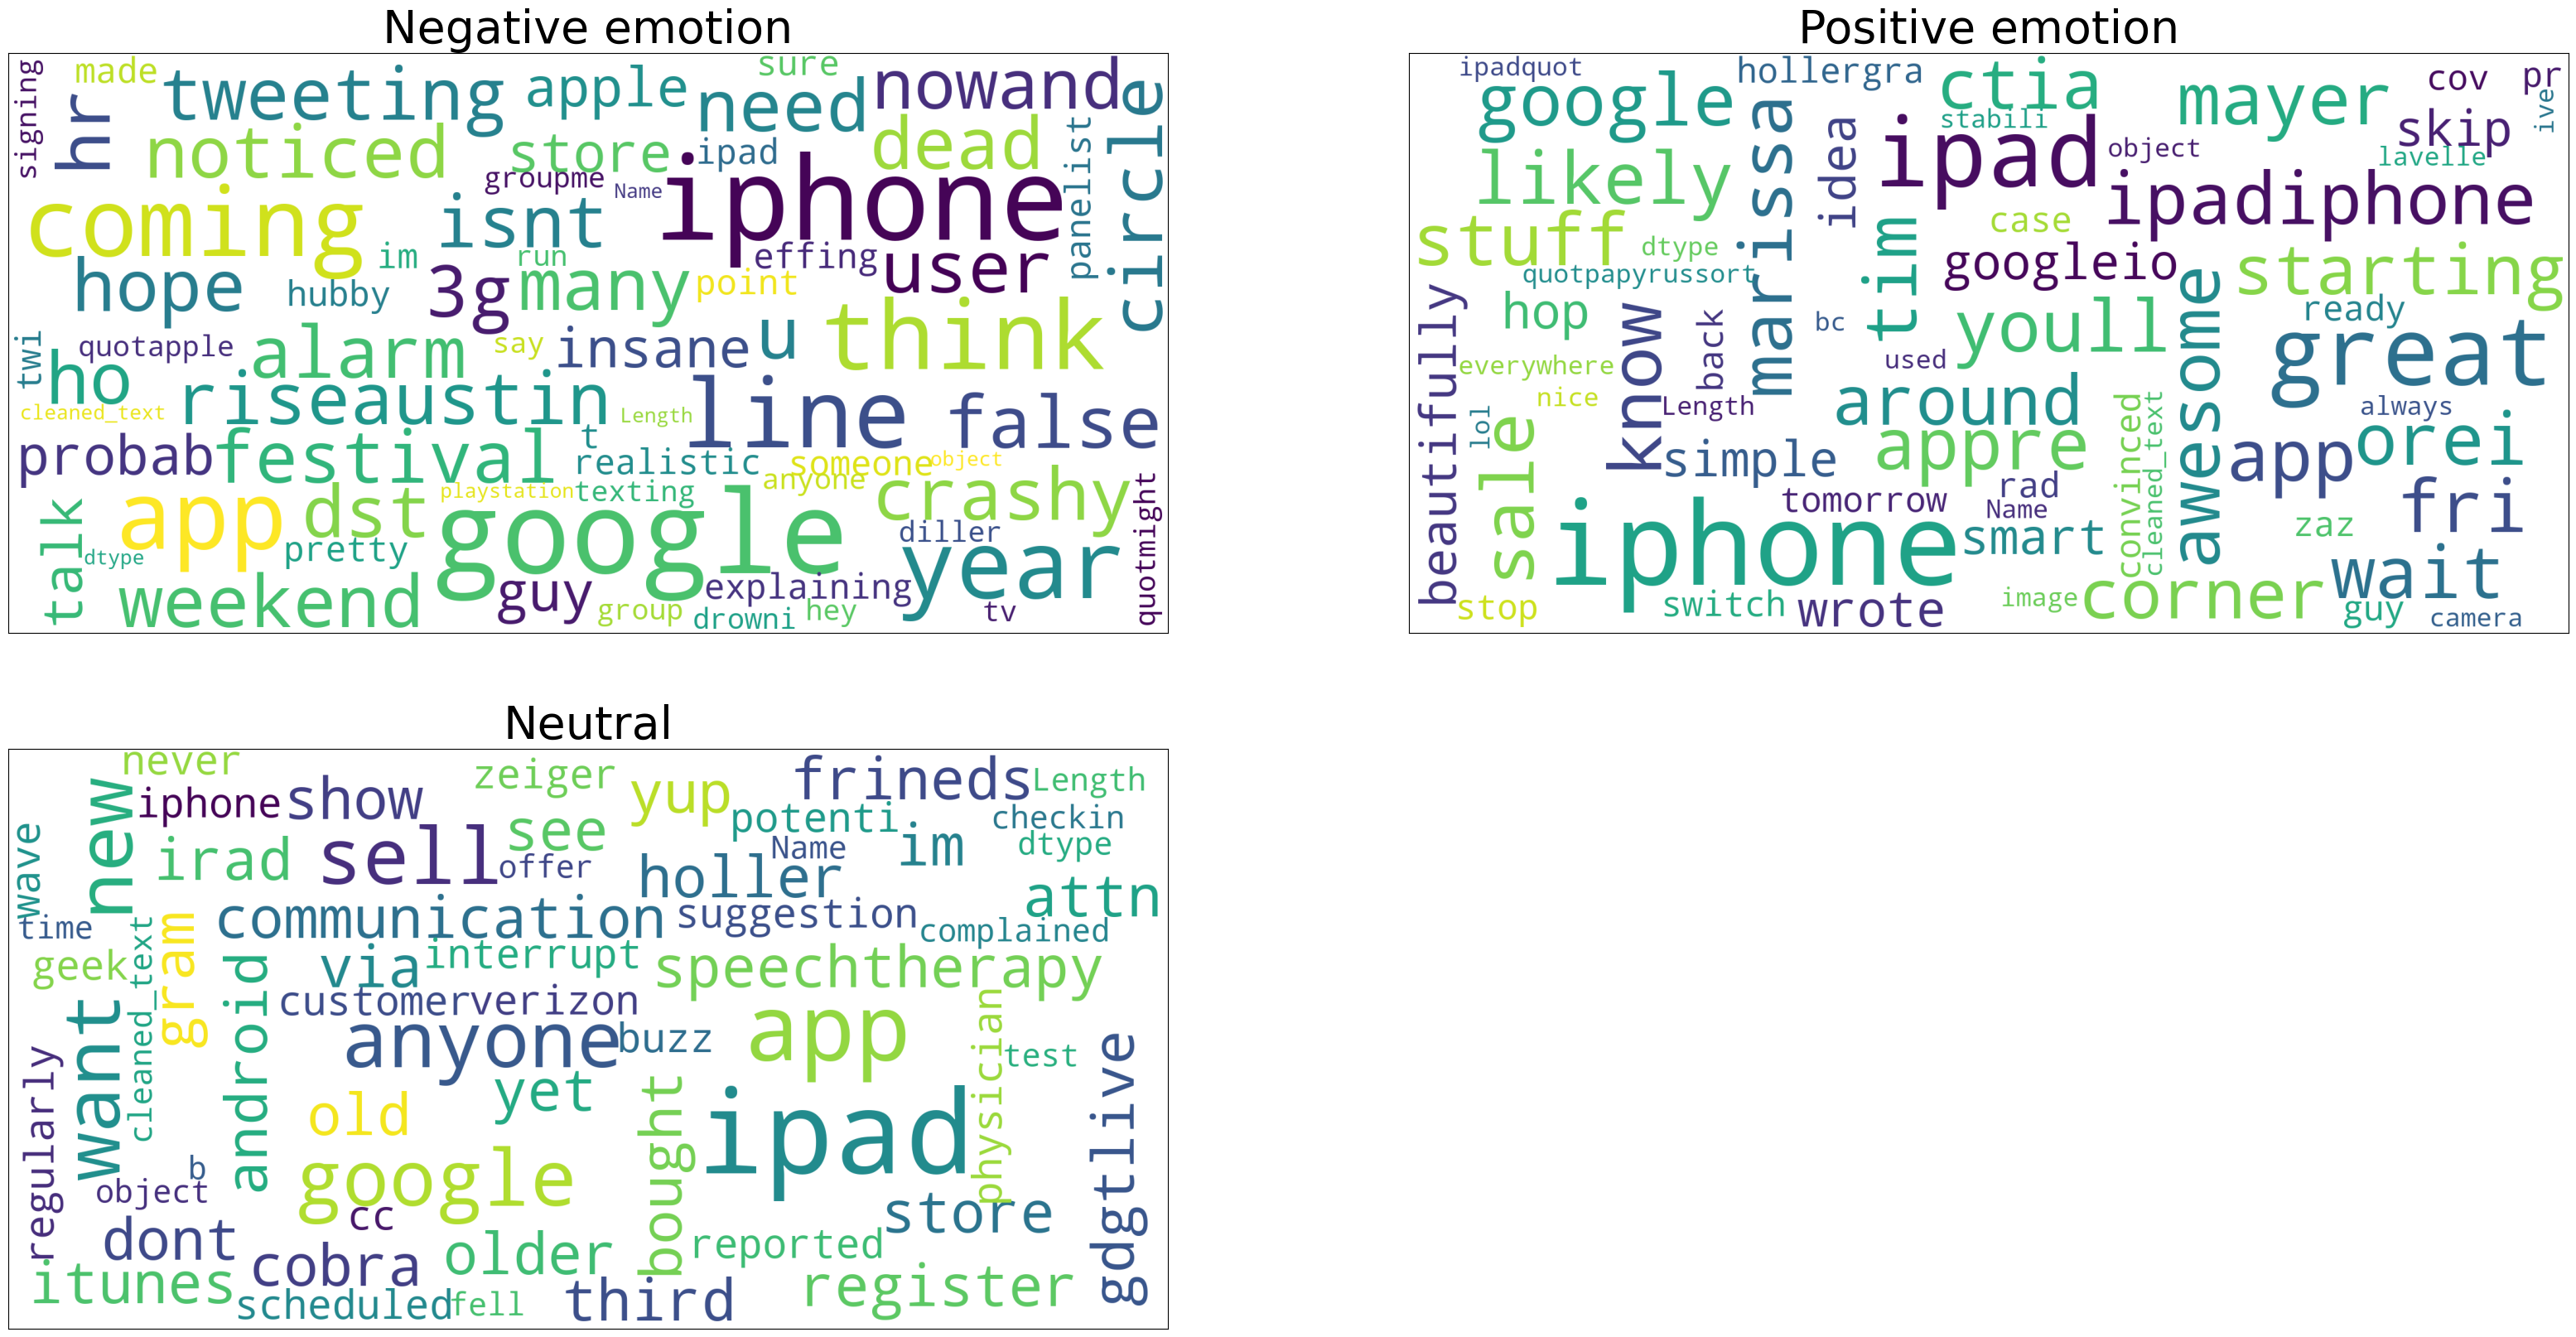 Negative emotion
signing
made
hr
tweeting
apple
sure
need
nowand
noticed
store
ipad
dead
panelist
circle
groupme
Name
iphone
coming
isnt
im
run
effing
user
hope
hubby
3g
many
point
u
think
twi
quotapple
alarm
say
insane
ho
cleaned_text
riseaustin
Length
line
false
probab
festival
t
realistic
someone
object
anyone
playstation
texting
crashy
talk
app
dst
google
dtype
pretty
diller
year
quotmight
weekend
guy
explaining
group
drowni
hey
tv
Positive emotion
ipadquot
hollergra
ctia
cov
pr
google
mayer
ive
stabili
skip
likely
marissa
idea
ipad
object
lavelle
ipadiphone
stuff
dtype
tim
case
quotpapyrussort
googleio
starting
beautifully
hop
know
back
bc
youll
awesome
ready
everywhere
used
great
nice
Length
around
always
lol
sale
simple
appre
convinced
cleaned_text
app
orei
iphone
tomorrow
rad
Name
fri
smart
zaz
wait
stop
switch
wrote
image
corner
guy
camera
Neutral
never
zeiger
frineds
Length
new
iphone
show
yup
potenti
checkin
wave
irad
sell
see
offer
Name
im
dtype
holler
attn
time
communication
suggestion
complained
geek
cleaned_text
gram
android
via
interrupt
speechtherapy
customerverizon
want
anyone
buzz
app
physician
test
regularly
yet
old
bought
ipad
gdgtlive
b
object
google
cc
store
dont
cobra
older
reported
itunes
scheduled
fell
third
register